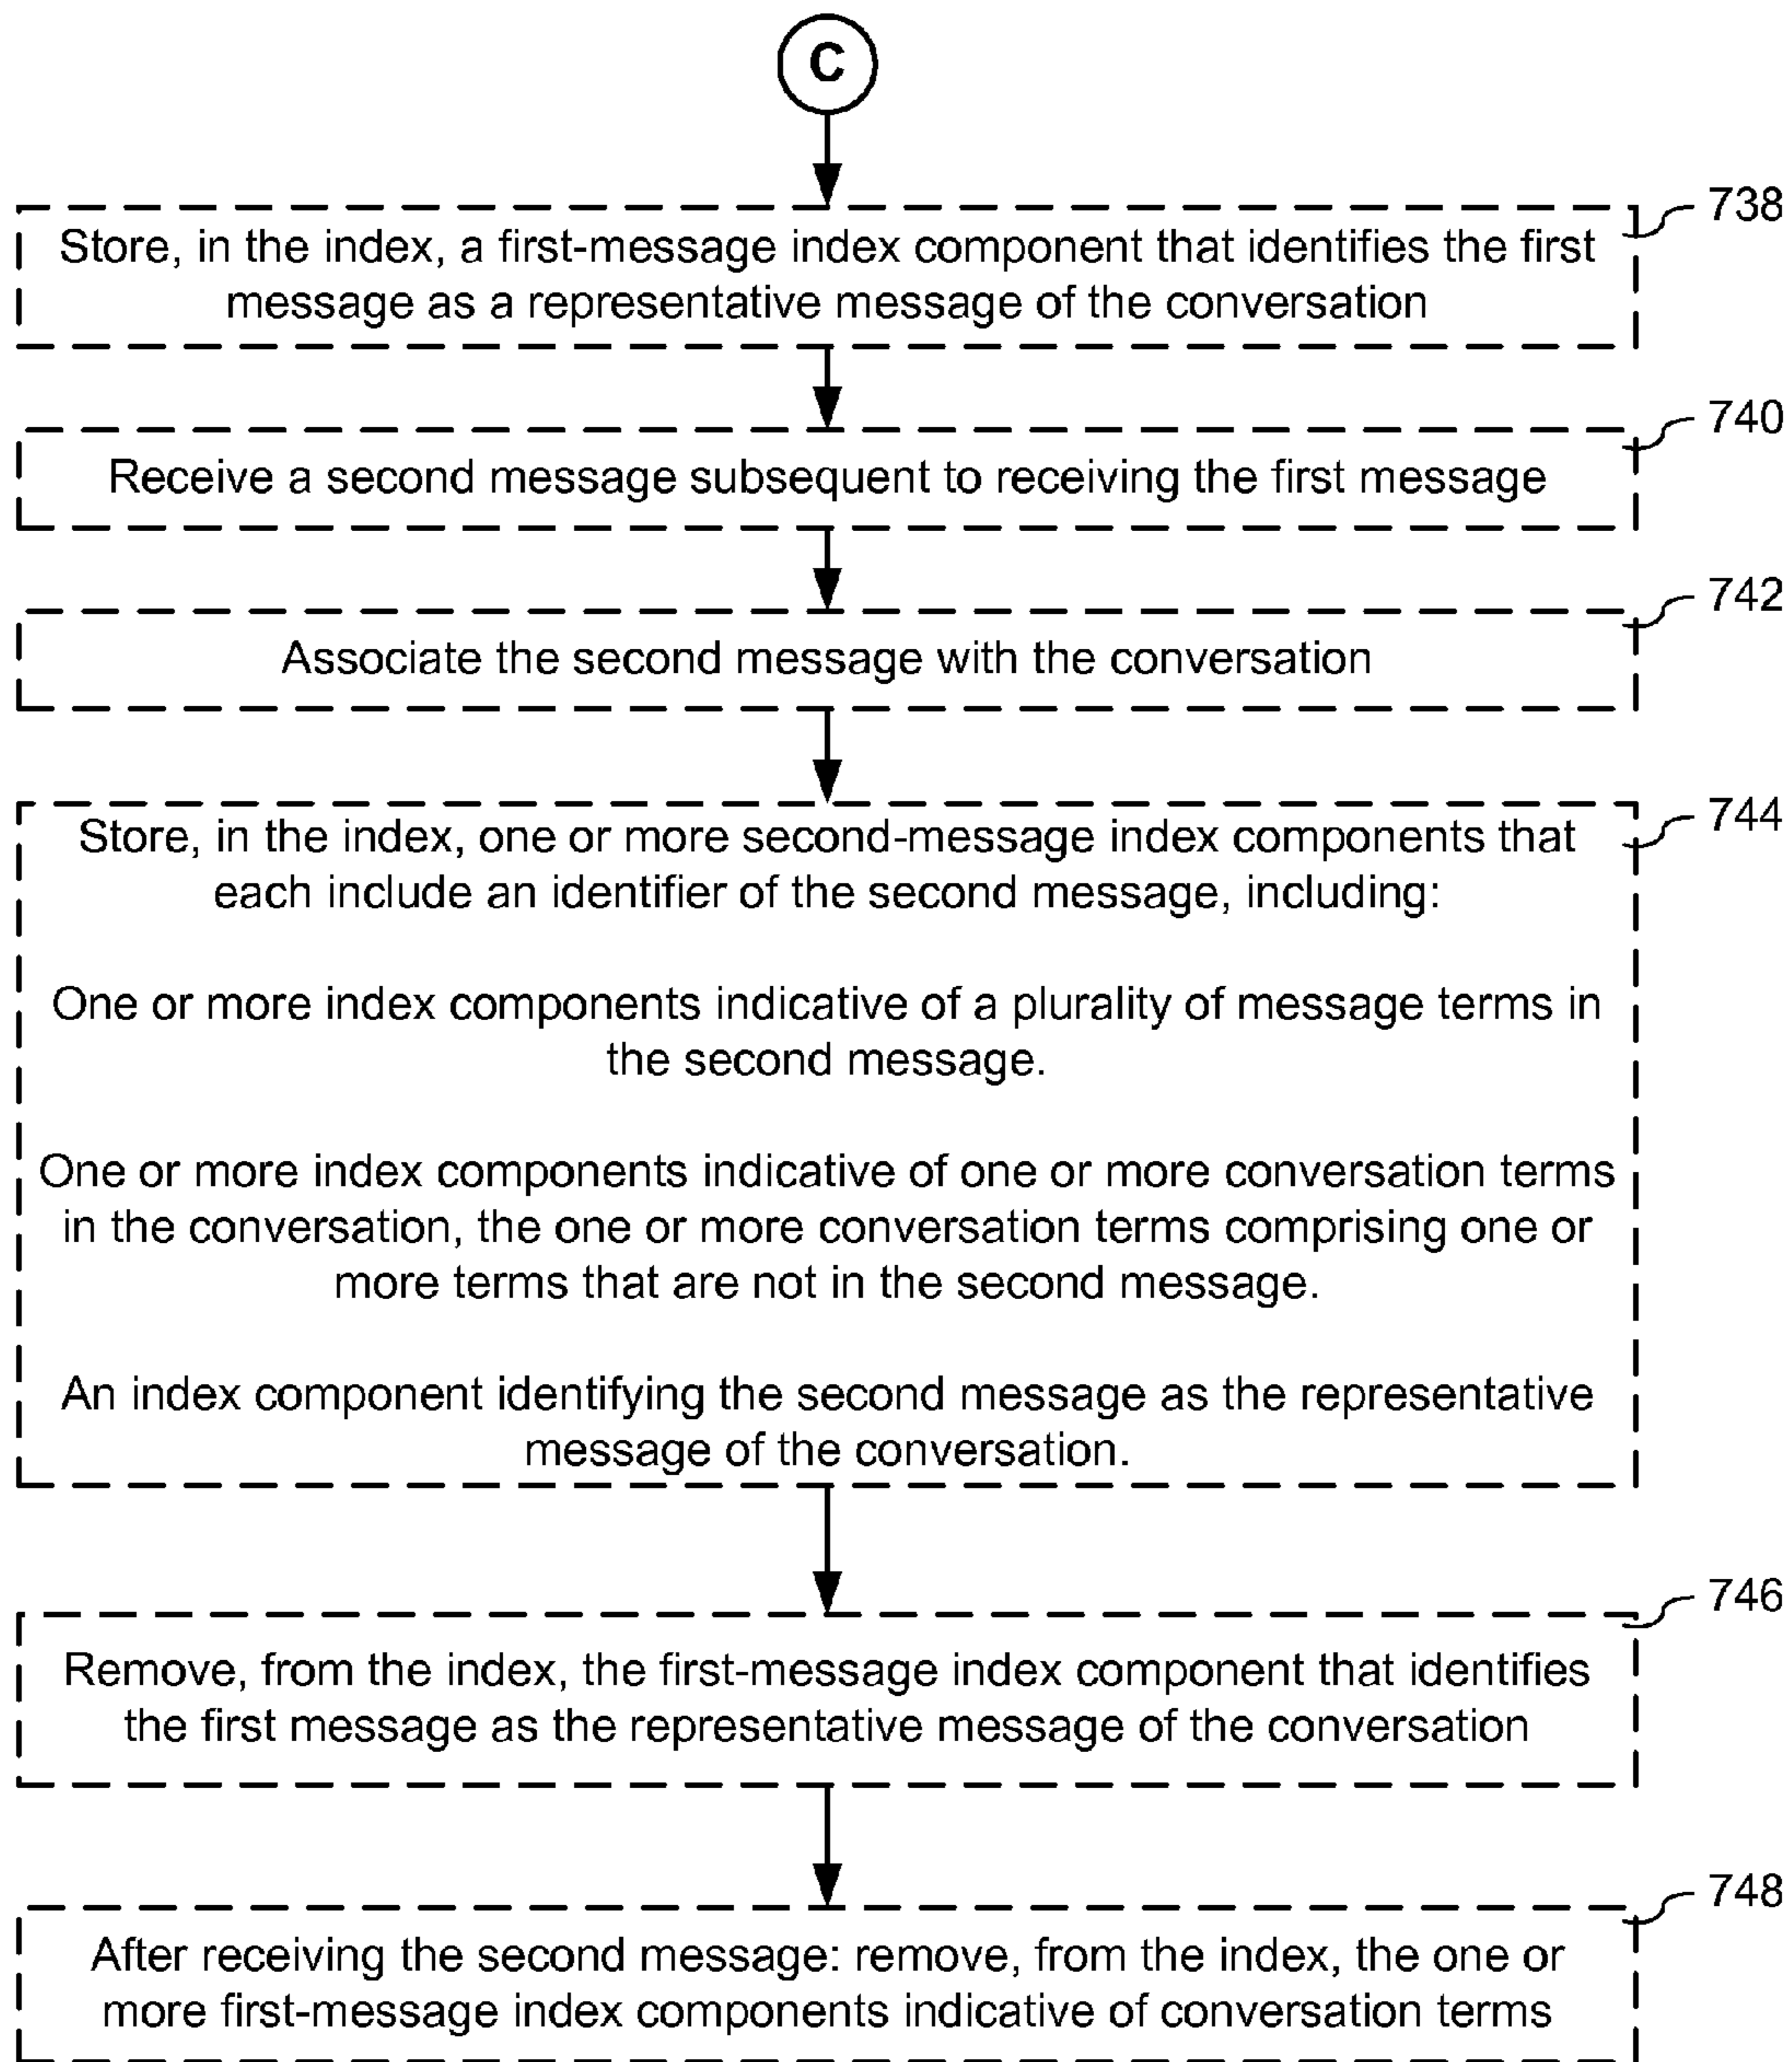 C
738
Store, in the index, a first-message index component that identifies the first
message as a representative message of the conversation
740
Receive a second message subsequent to receiving the first message
742
Associate the second message with the conversation
744
Store, in the index, one or more second-message index components that
each include an identifier of the second message, including:
One or more index components indicative of a plurality of message terms in
the second message.
One or more index components indicative of one or more conversation terms
in the conversation, the one or more conversation terms comprising one or
more terms that are not in the second message.
An index component identifying the second message as the representative
message of the conversation.
746
Remove, from the index, the first-message index component that identifies
the first message as the representative message of the conversation
748
After receiving the second message: remove, from the index, the one or
more first-message index components indicative of conversation terms